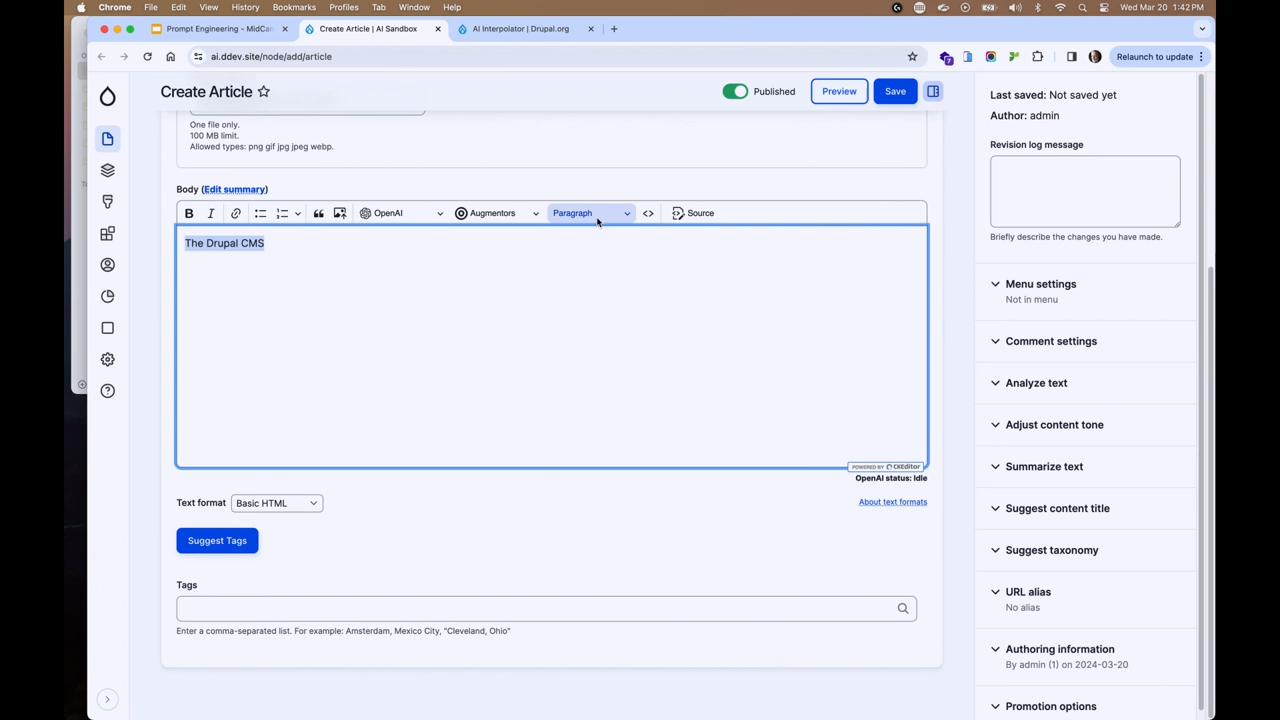 Chrome File Edit View History Bookmarks Profiles Tab Window Help Wed Mar 20 1:42 PM
Prompt Engineering - MidCam
Create Article | AI Sandbox
AI Interpolator | Drupal.org
ai.ddev.site/node/add/article
7
Relaunch to update
Create Article
Published
Preview
Save
One file only.
100 MB limit.
Allowed types: png gif jpg jpeg webp.
Body (Edit summary)
OpenAI
Augmentors
Paragraph
Source
The Drupal CMS
POWERED BY CKEditor
OpenAI status: Idle
Text format
Basic HTML
About text formats
Suggest Tags
Tags
Enter a comma-separated list. For example: Amsterdam, Mexico City, "Cleveland, Ohio"
Last saved: Not saved yet
Author: admin
Revision log message
Briefly describe the changes you have made.
Menu settings
Not in menu
Comment settings
Analyze text
Adjust content tone
Summarize text
Suggest content title
Suggest taxonomy
URL alias
No alias
Authoring information
By admin (1) on 2024-03-20
Promotion options